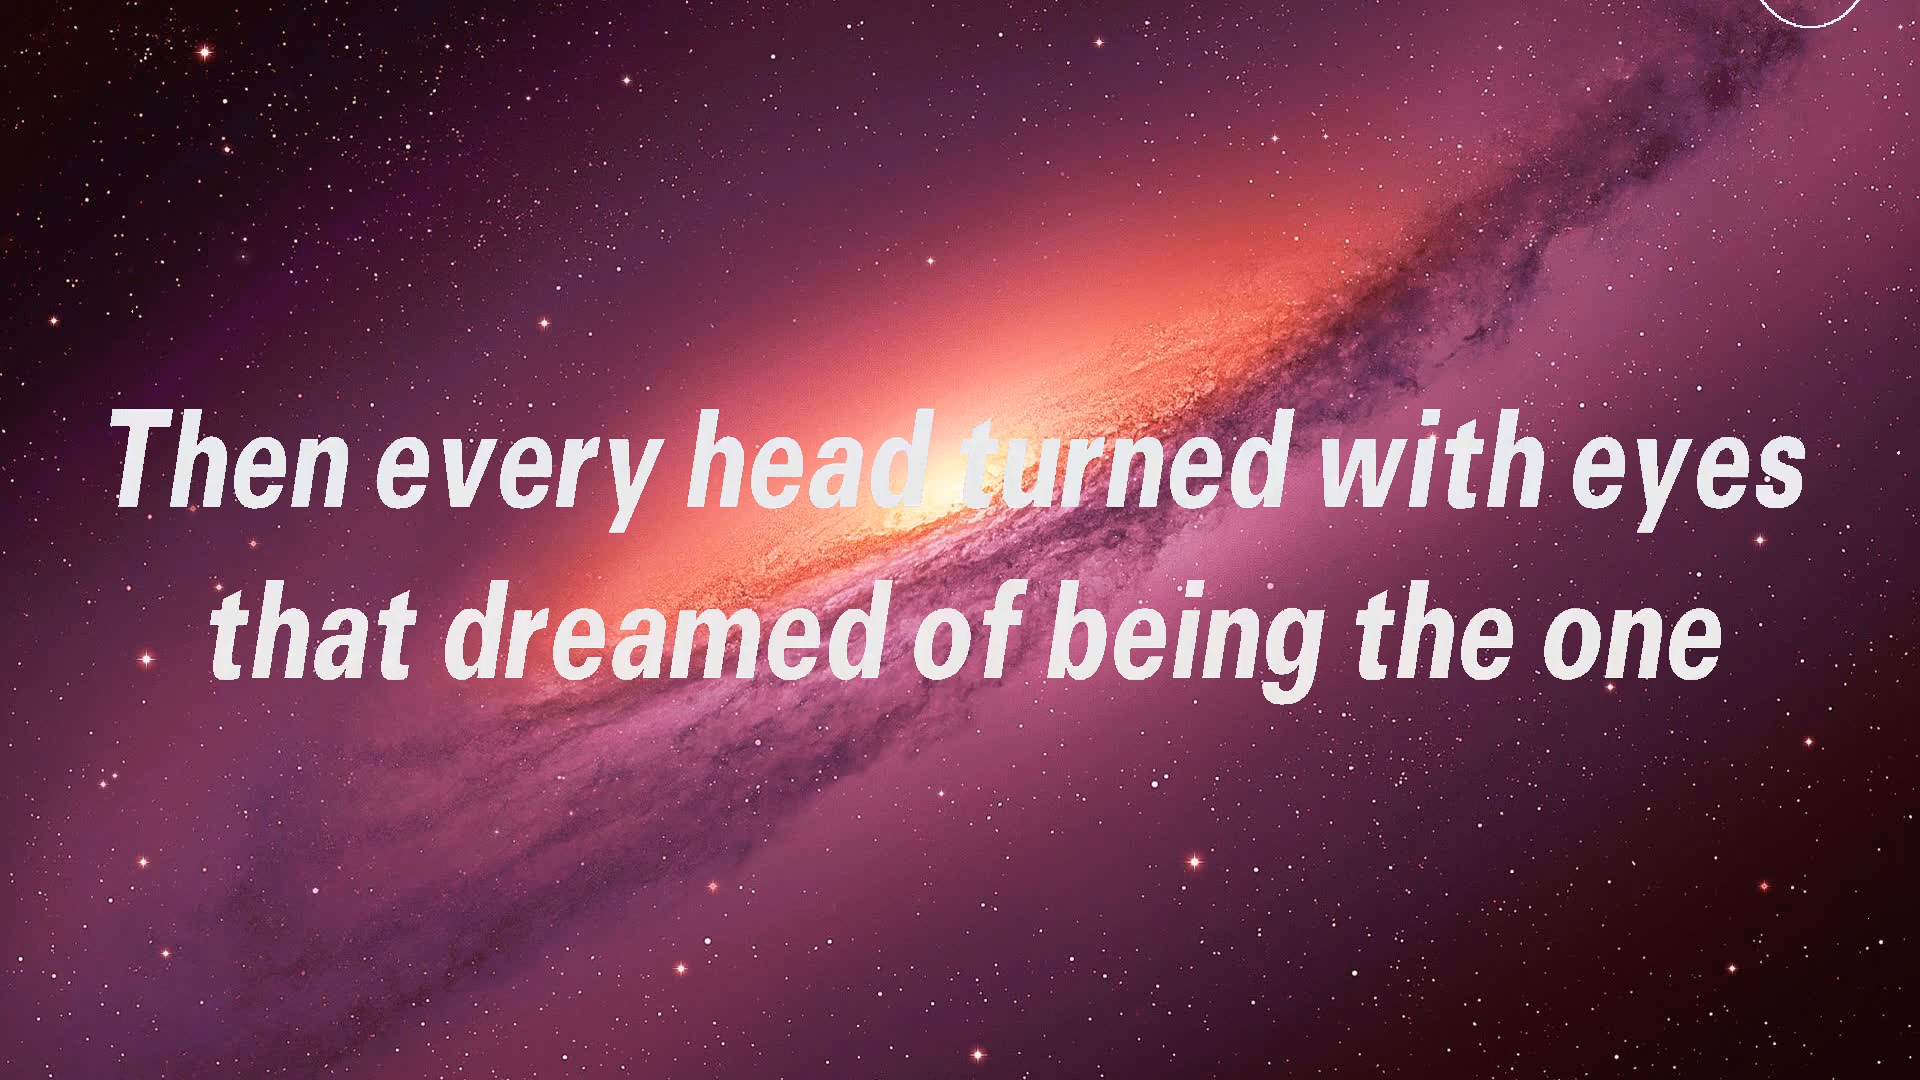 Then every head turned with eyes
that dreamed of being the one